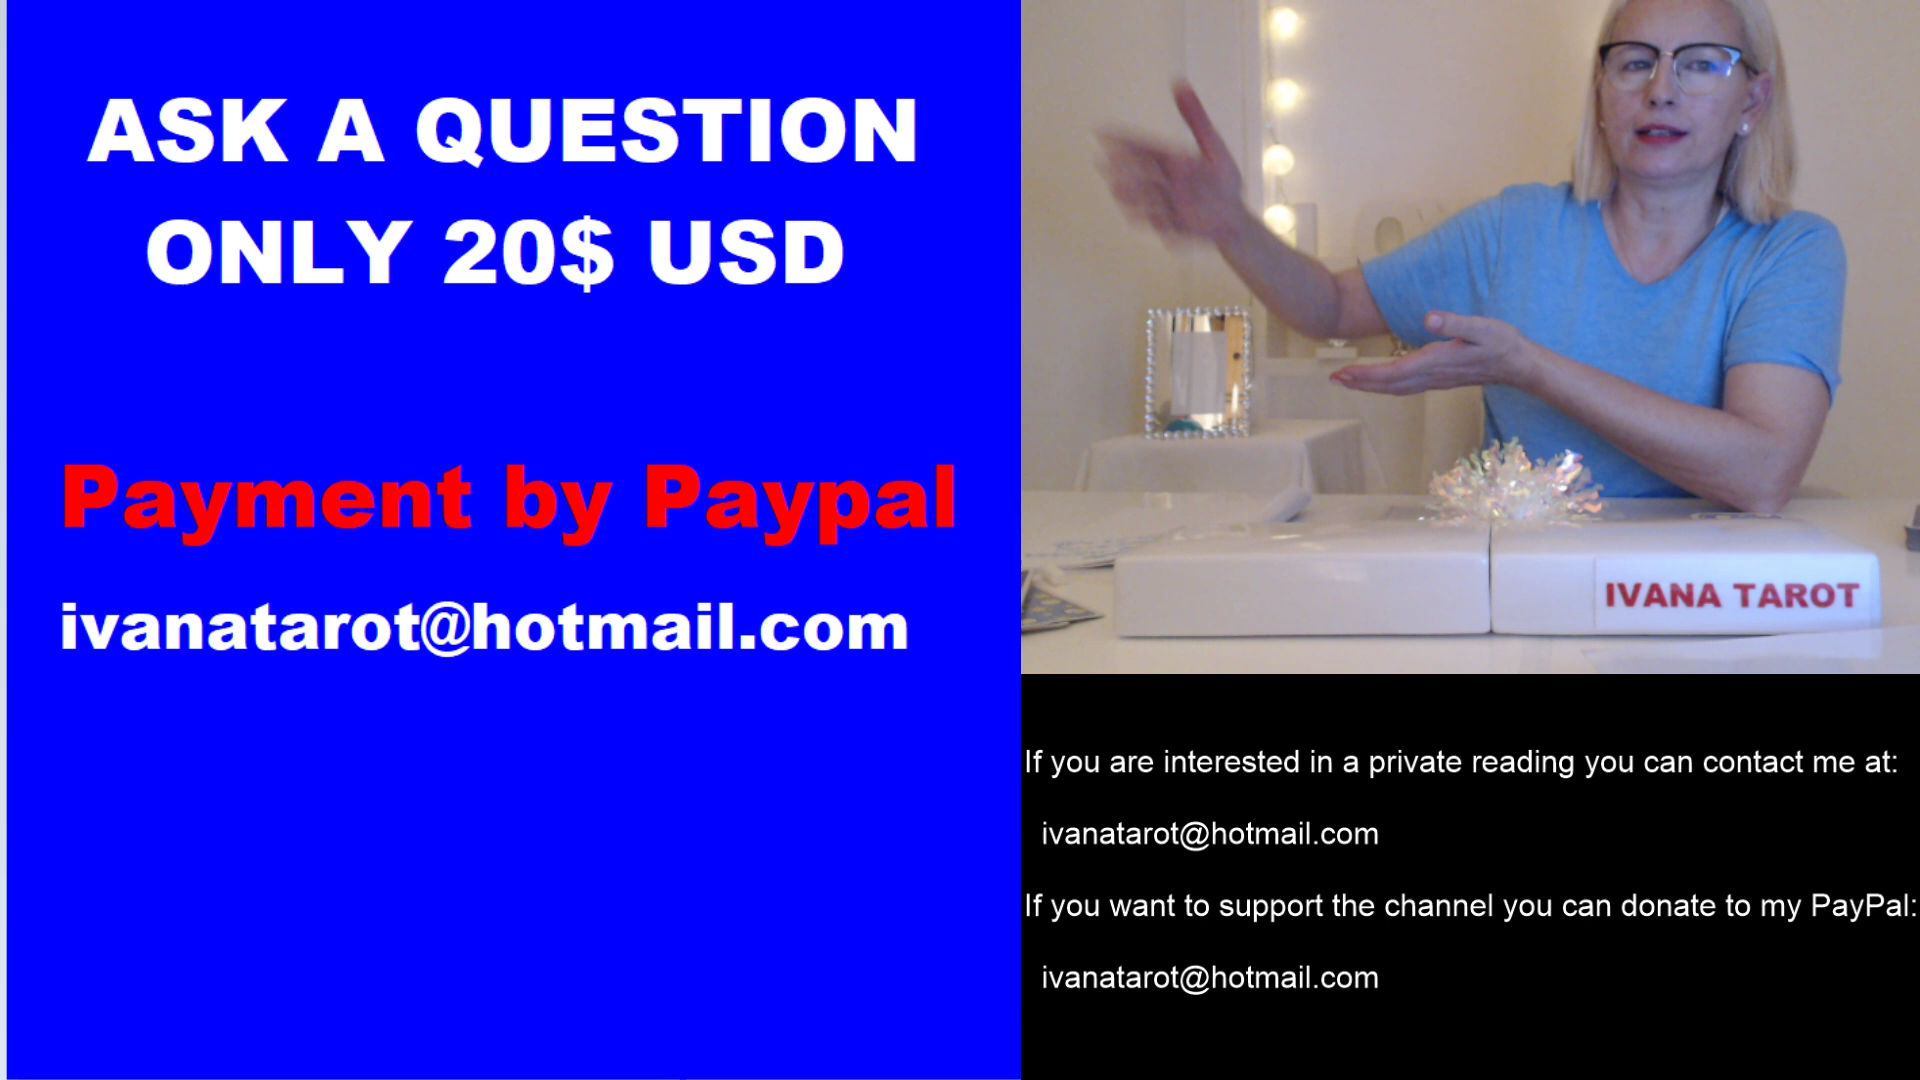 ASK A QUESTION
ONLY 20$ USD
Payment by Paypal
ivanatarot@hotmail.com
IVANA TAROT
If you are interested in a private reading you can contact me at:
ivanatarot@hotmail.com
If you want to support the channel you can donate to my PayPal:
ivanatarot@hotmail.com